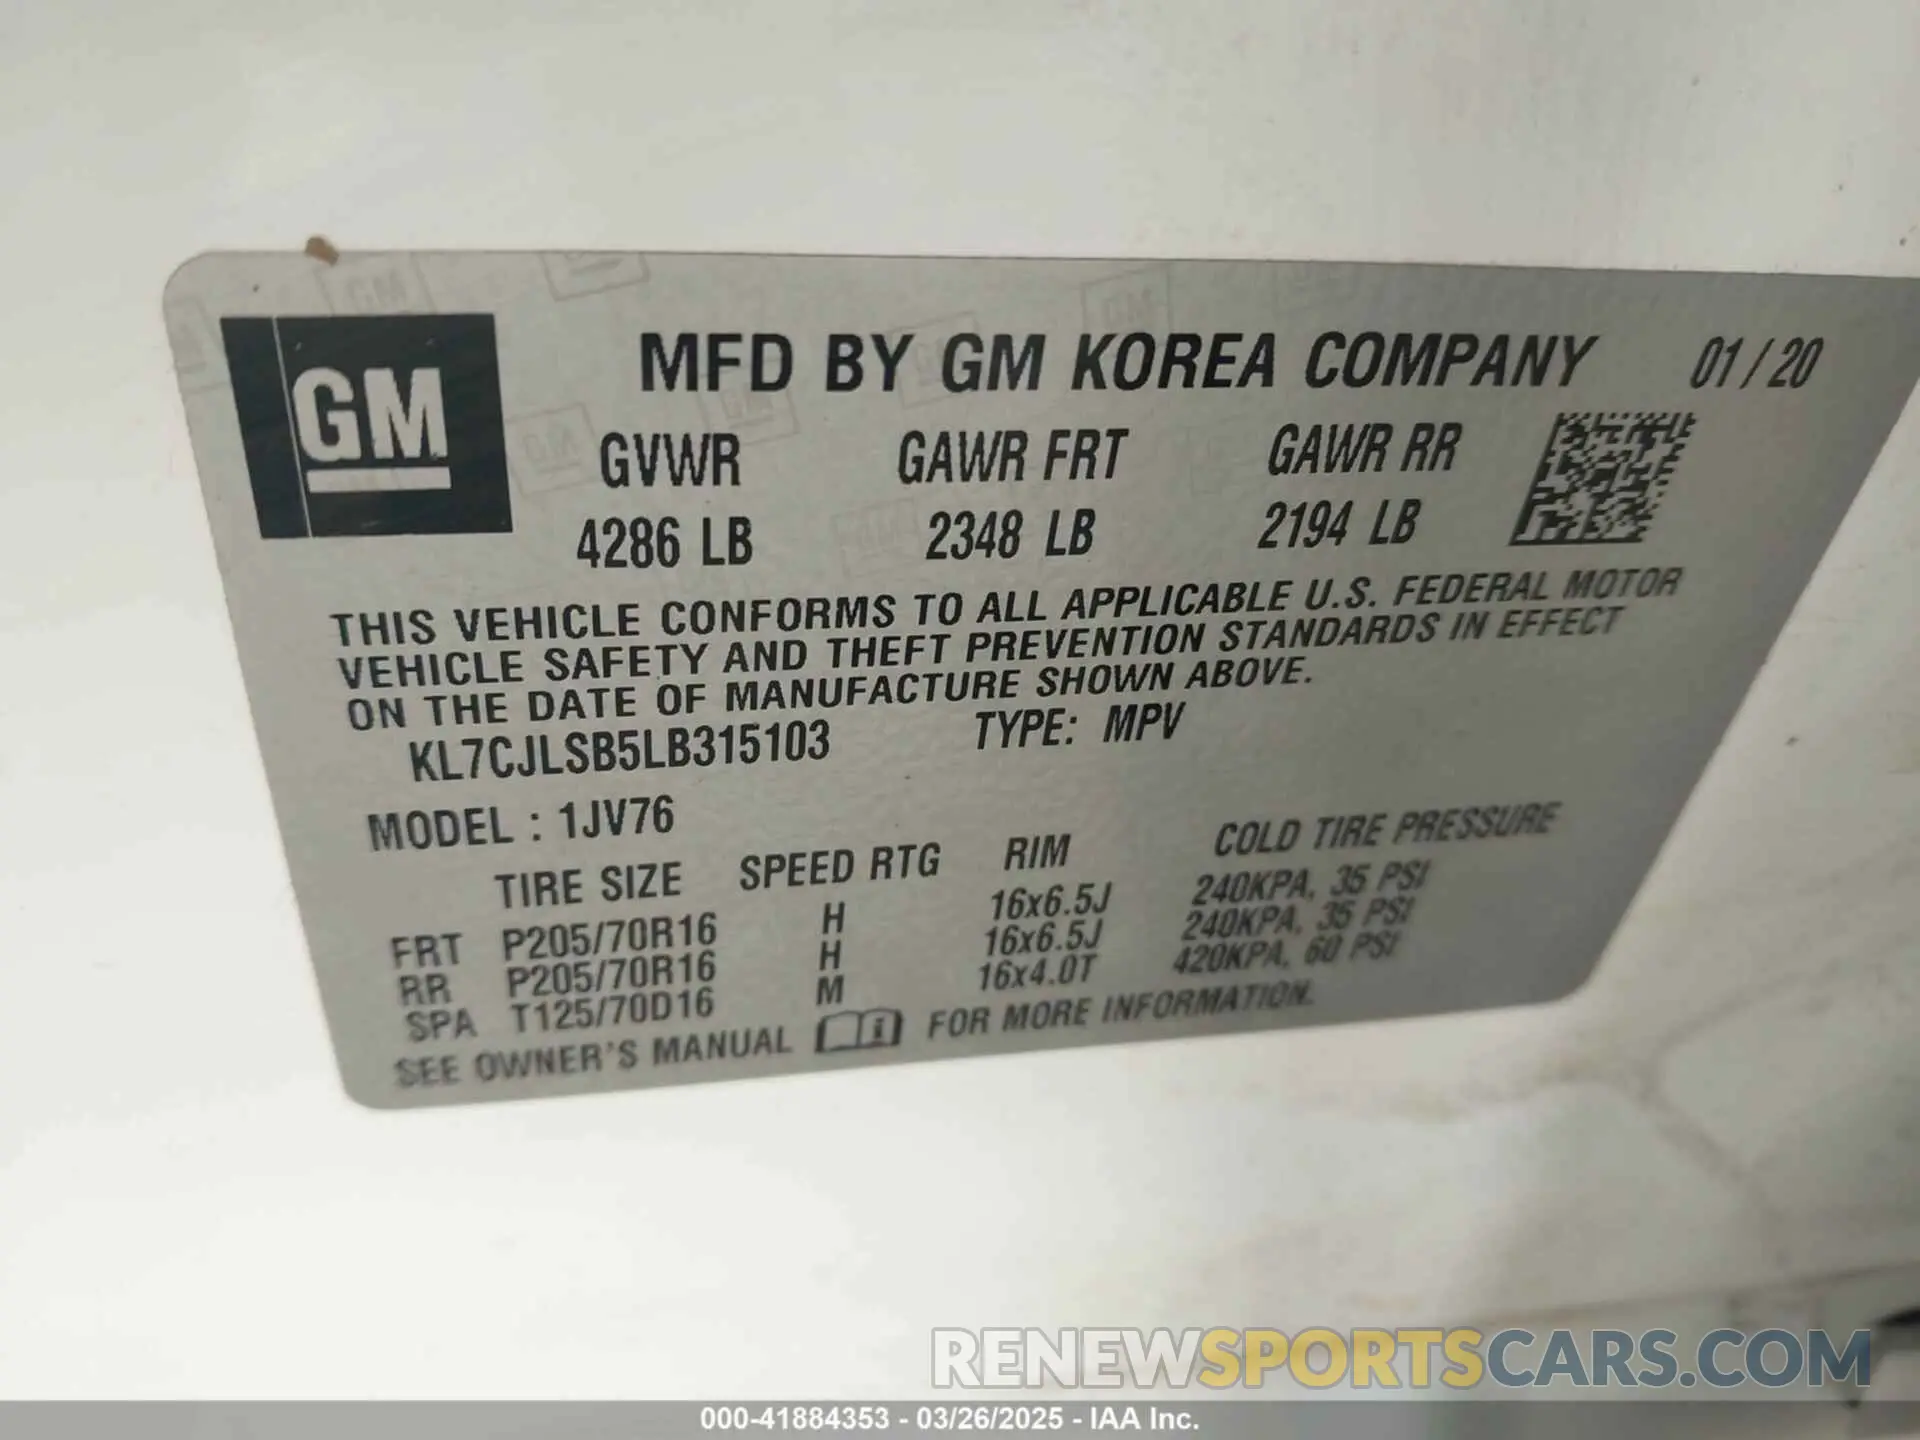 GM
MFD BY GM KOREA COMPANY 01/20
GVWR GAWR FRT GAWR RR
4286 LB 2348 LB 2194 LB
THIS VEHICLE CONFORMS TO ALL APPLICABLE U.S. FEDERAL MOTOR
VEHICLE SAFETY AND THEFT PREVENTION STANDARDS IN EFFECT
ON THE DATE OF MANUFACTURE SHOWN ABOVE.
KL7CJLSB5LB315103 TYPE: MPV
MODEL : 1JV76
TIRE SIZE SPEED RTG RIM COLD TIRE PRESSURE
FRT P205/70R16 H 16x6.5J 240KPA, 35 PSI
RR P205/70R16 H 16x6.5J 240KPA, 35 PSI
SPA T125/70D16 M 16x4.0T 420KPA, 60 PSI
SEE OWNER'S MANUAL FOR MORE INFORMATION.
RENEWSPORTSCARS.COM
000-41884353 - 03/26/2025 - IAA Inc.